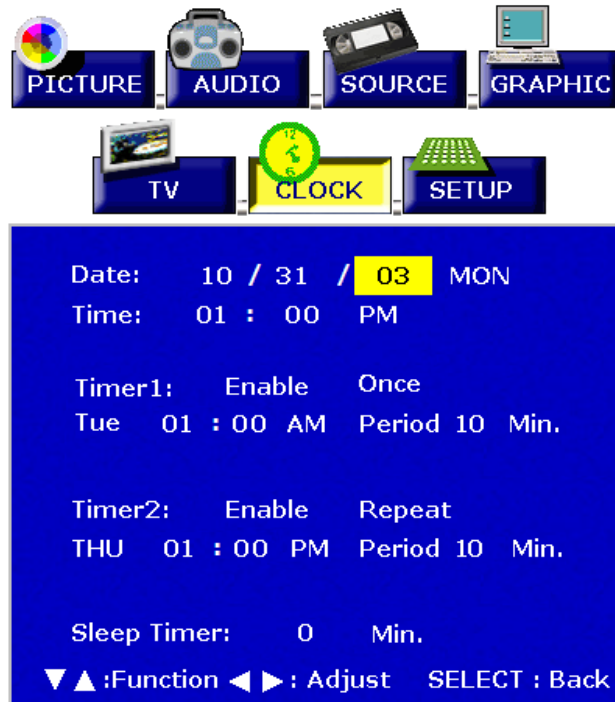 PICTURE AUDIO SOURCE GRAPHIC
12
6
TV CLOCK SETUP
Date: 10 / 31 / 03 MON
Time: 01 : 00 PM
Timer1: Enable Once
Tue 01 : 00 AM Period 10 Min.
Timer2: Enable Repeat
THU 01 : 00 PM Period 10 Min.
Sleep Timer: 0 Min.
▼▲:Function ◀ ▶: Adjust SELECT : Back